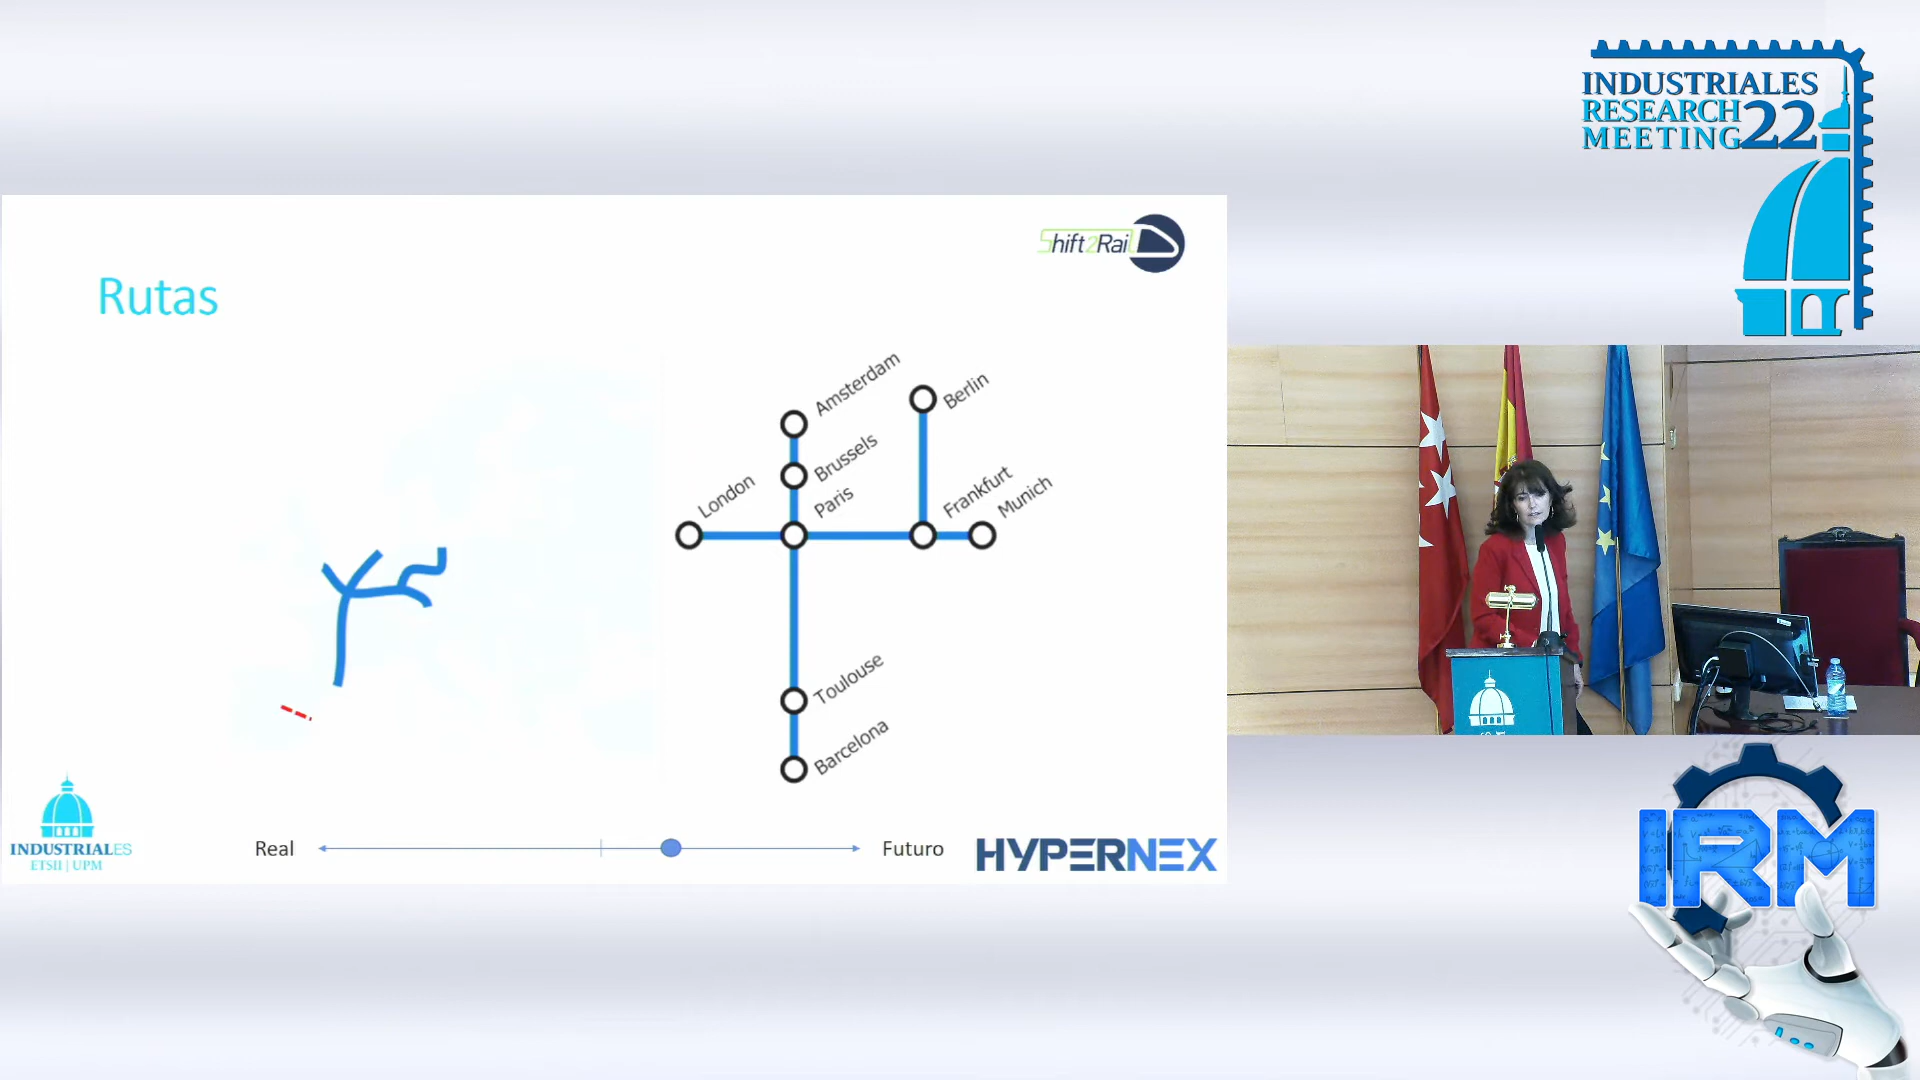 INDUSTRIALES
RESEARCH
MEETING 22
Shift2Rail
Rutas
Amsterdam
Berlin
Brussels
London
Paris
Frankfurt
Munich
Toulouse
Barcelona
Real
Futuro
INDUSTRIALES
ETSII | UPM
HYPERNEX
IRM